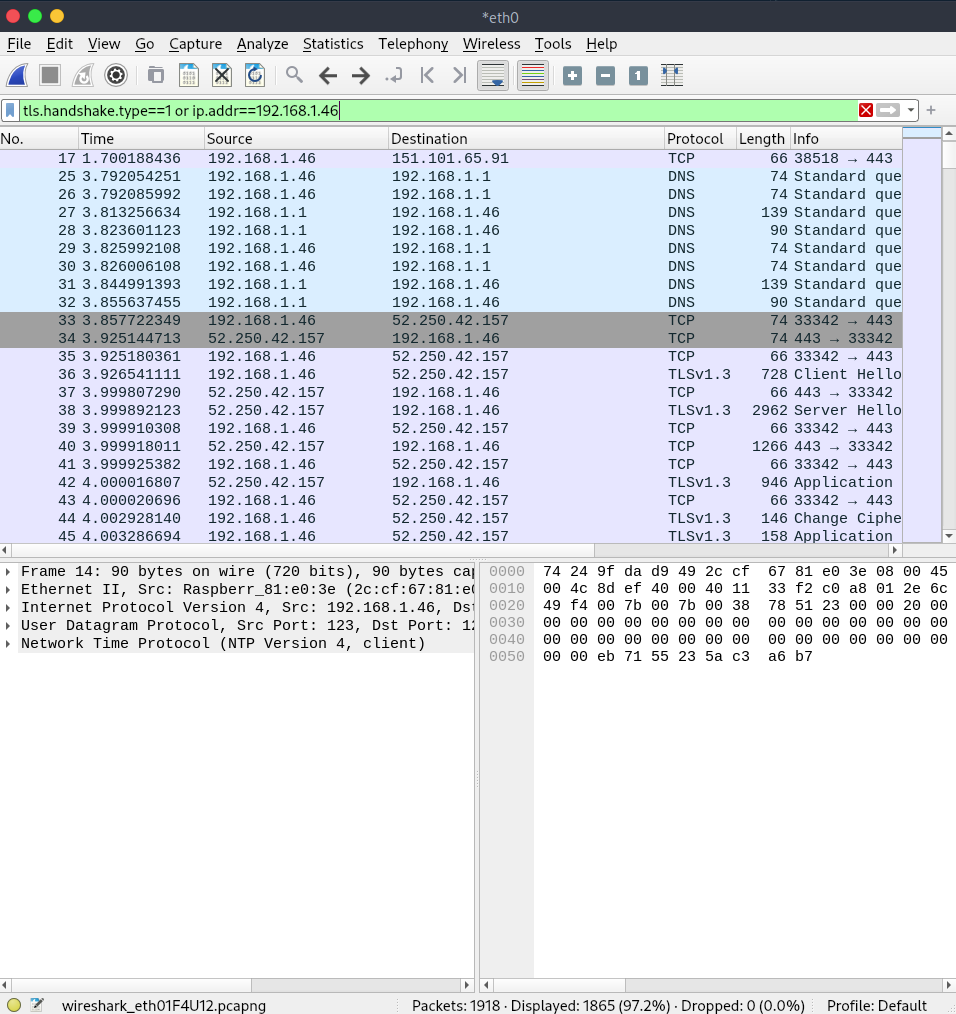 *eth0
File Edit View Go Capture Analyze Statistics Telephony Wireless Tools Help
tls.handshake.type==1 or ip.addr==192.168.1.46
No. Time Source Destination Protocol Length Info
17 1.700188436 192.168.1.46 151.101.65.91 TCP 66 38518 → 443
25 3.792054251 192.168.1.46 192.168.1.1 DNS 74 Standard que
26 3.792085992 192.168.1.46 192.168.1.1 DNS 74 Standard que
27 3.813256634 192.168.1.1 192.168.1.46 DNS 139 Standard que
28 3.823601123 192.168.1.1 192.168.1.46 DNS 90 Standard que
29 3.825992108 192.168.1.46 192.168.1.1 DNS 74 Standard que
30 3.826006108 192.168.1.46 192.168.1.1 DNS 74 Standard que
31 3.844991393 192.168.1.1 192.168.1.46 DNS 139 Standard que
32 3.855637455 192.168.1.1 192.168.1.46 DNS 90 Standard que
33 3.857722349 192.168.1.46 52.250.42.157 TCP 74 33342 → 443
34 3.925144713 52.250.42.157 192.168.1.46 TCP 74 443 → 33342
35 3.925180361 192.168.1.46 52.250.42.157 TCP 66 33342 → 443
36 3.926541111 192.168.1.46 52.250.42.157 TLSv1.3 728 Client Hello
37 3.999807290 52.250.42.157 192.168.1.46 TCP 66 443 → 33342
38 3.999892123 52.250.42.157 192.168.1.46 TLSv1.3 2962 Server Hello
39 3.999910308 192.168.1.46 52.250.42.157 TCP 66 33342 → 443
40 3.999918011 52.250.42.157 192.168.1.46 TCP 1266 443 → 33342
41 3.999925382 192.168.1.46 52.250.42.157 TCP 66 33342 → 443
42 4.000016807 52.250.42.157 192.168.1.46 TLSv1.3 946 Application
43 4.000020696 192.168.1.46 52.250.42.157 TCP 66 33342 → 443
44 4.002928140 192.168.1.46 52.250.42.157 TLSv1.3 146 Change Ciphe
45 4.003286694 192.168.1.46 52.250.42.157 TLSv1.3 158 Application
Frame 14: 90 bytes on wire (720 bits), 90 bytes cap
Ethernet II, Src: Raspberr_81:e0:3e (2c:cf:67:81:e0
Internet Protocol Version 4, Src: 192.168.1.46, Dst
User Datagram Protocol, Src Port: 123, Dst Port: 12
Network Time Protocol (NTP Version 4, client)
0000 74 24 9f da d9 49 2c cf 67 81 e0 3e 08 00 45
0010 00 4c 8d ef 40 00 40 11 33 f2 c0 a8 01 2e 6c
0020 49 f4 00 7b 00 7b 00 38 78 51 23 00 00 20 00
0030 00 00 00 00 00 00 00 00 00 00 00 00 00 00 00
0040 00 00 00 00 00 00 00 00 00 00 00 00 00 00 00
0050 00 00 eb 71 55 23 5a c3 a6 b7
wireshark_eth01F4U12.pcapng Packets: 1918 · Displayed: 1865 (97.2%) · Dropped: 0 (0.0%) Profile: Default